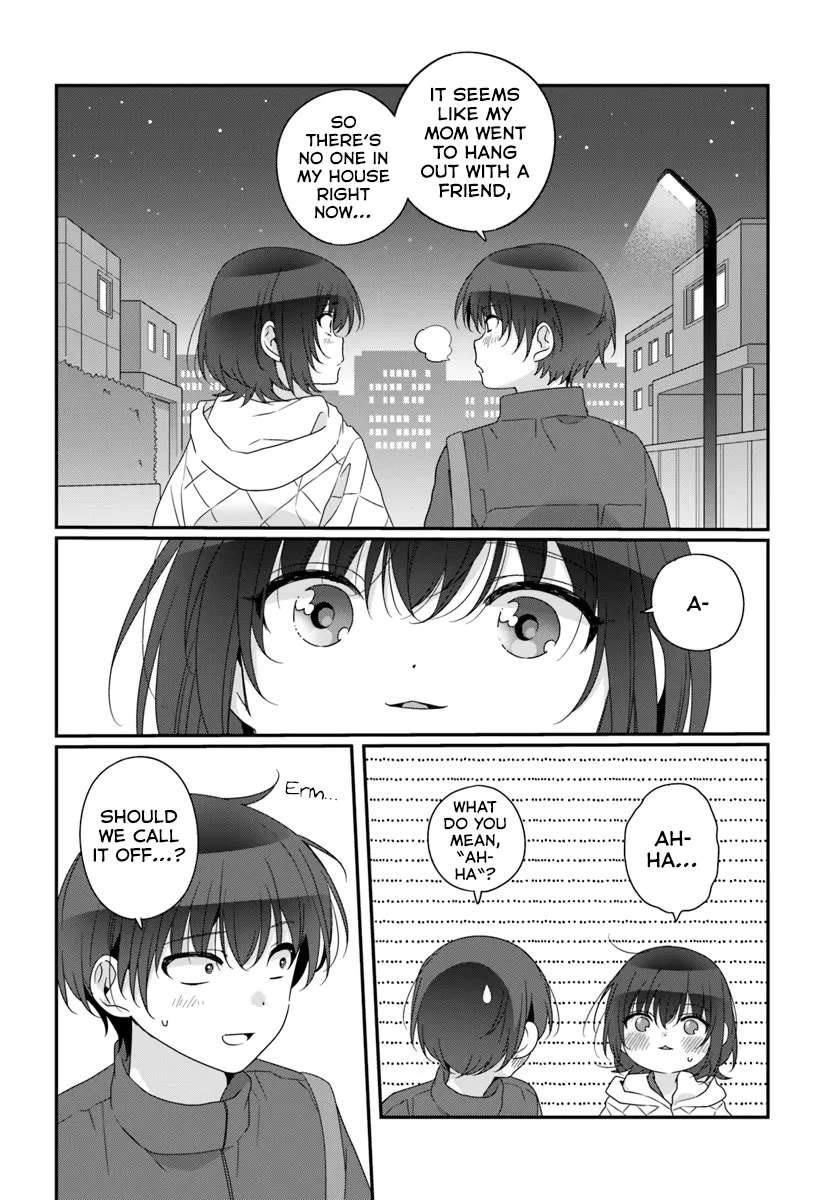 IT SEEMS
LIKE MY
MOM WENT
TO HANG
OUT WITH A
FRIEND,
SO
THERE'S
NO ONE IN
MY HOUSE
RIGHT
NOW...
A-
AH-
HA...
WHAT
DO YOU
MEAN,
"AH-
HA"?
Erm...
SHOULD
WE CALL
IT OFF...?